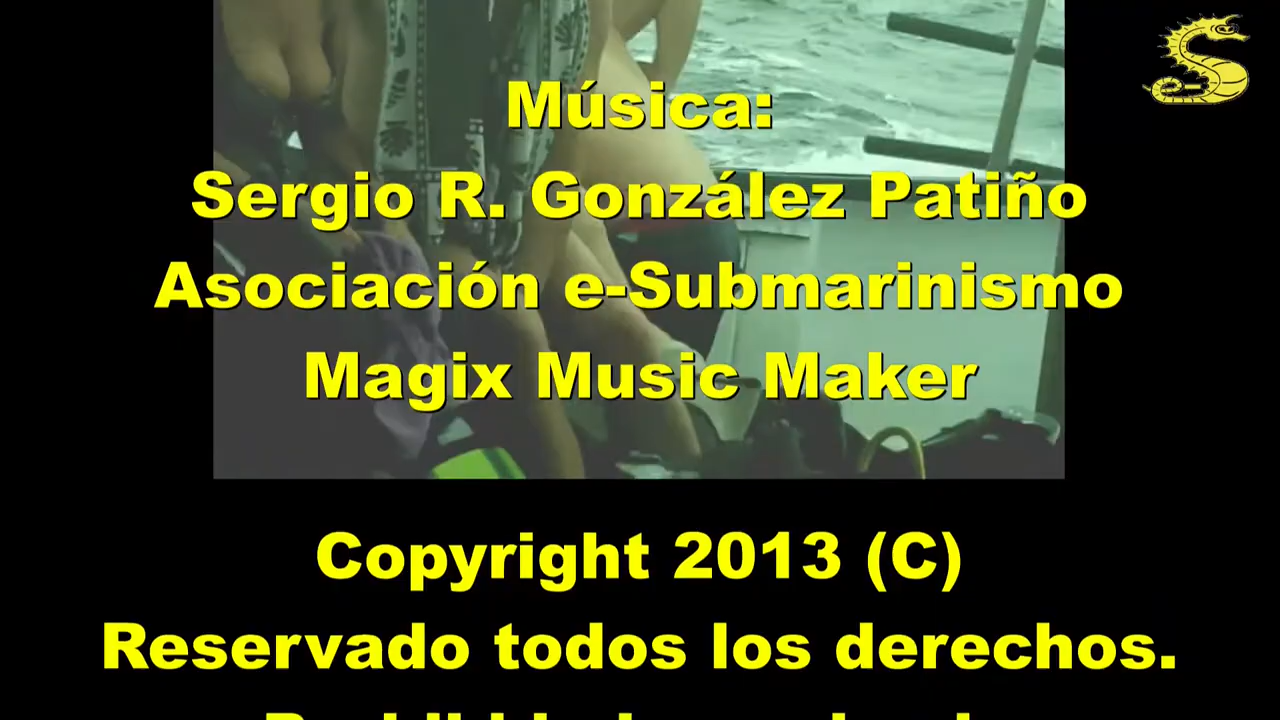 Música:
Sergio R. González Patiño
Asociación e-Submarinismo
Magix Music Maker
Copyright 2013 (C)
Reservado todos los derechos.